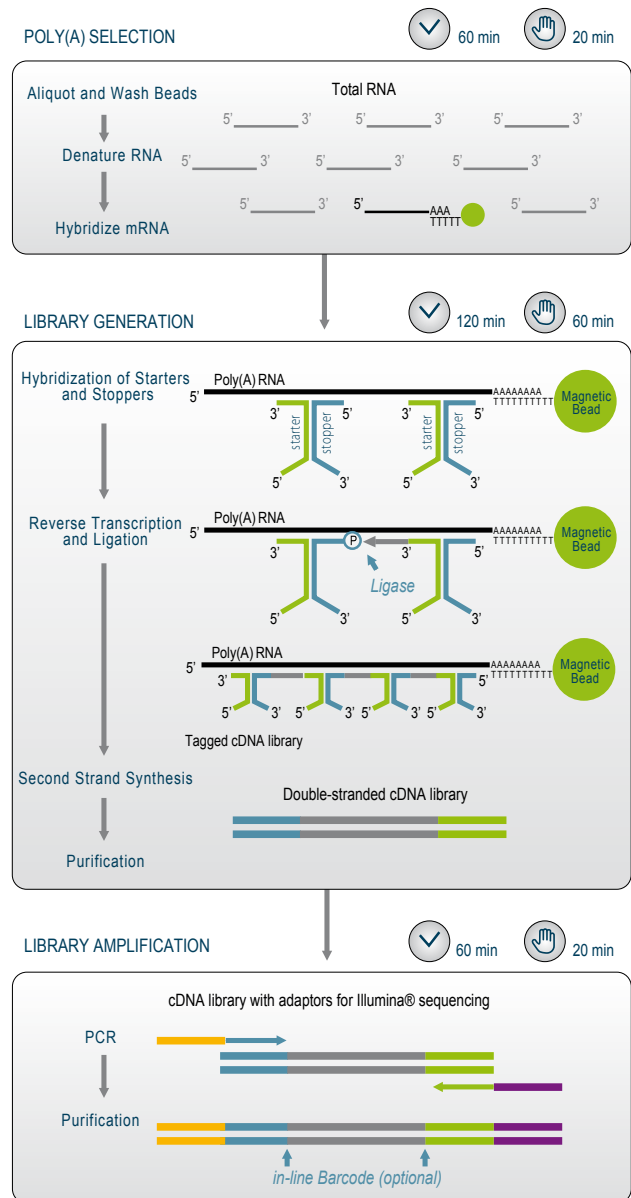 POLY(A) SELECTION
60 min
20 min
Aliquot and Wash Beads
Total RNA
5’ 3’ 5’ 3’ 5’ 3’
Denature RNA
5’ 3’ 5’ 3’ 5’ 3’
5’ 3’ 5’ AAA 5’ 3’
TTTTT
Hybridize mRNA
LIBRARY GENERATION
120 min
60 min
Hybridization of Starters
and Stoppers
5’
Poly(A) RNA
AAAAAAAA
TTTTTTTTTT
Magnetic
Bead
3’ 5’ 3’ 5’
starter
stopper
starter
stopper
5’ 3’ 5’ 3’
Reverse Transcription
and Ligation
5’
Poly(A) RNA
AAAAAAAA
TTTTTTTTTT
Magnetic
Bead
3’ P 3’ 5’
Ligase
5’ 3’ 5’ 3’
Poly(A) RNA
5’
AAAAAAAA
TTTTTTTTTT
Magnetic
Bead
3’ 5’
5’ 3’ 5’ 3’ 5’ 3’ 5’ 3’
Tagged cDNA library
Second Strand Synthesis
Double-stranded cDNA library
Purification
LIBRARY AMPLIFICATION
60 min
20 min
cDNA library with adaptors for Illumina® sequencing
PCR
Purification
in-line Barcode (optional)